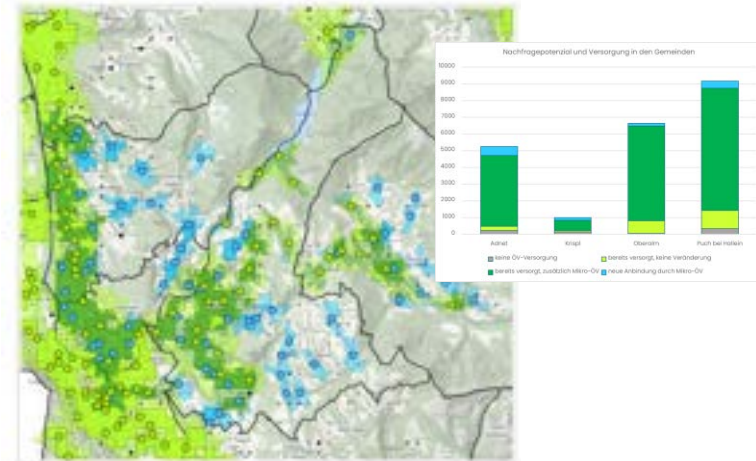 Nachfragepotenzial und Versorgung in den Gemeinden
10000
9000
8000
7000
6000
5000
4000
3000
2000
1000
0
Adnet Krispl Oberalm Puch bei Hallein
keine ÖV-Versorgung bereits versorgt, keine Veränderung
bereits versorgt, zusätzlich Mikro-ÖV neue Anbindung durch Mikro-ÖV